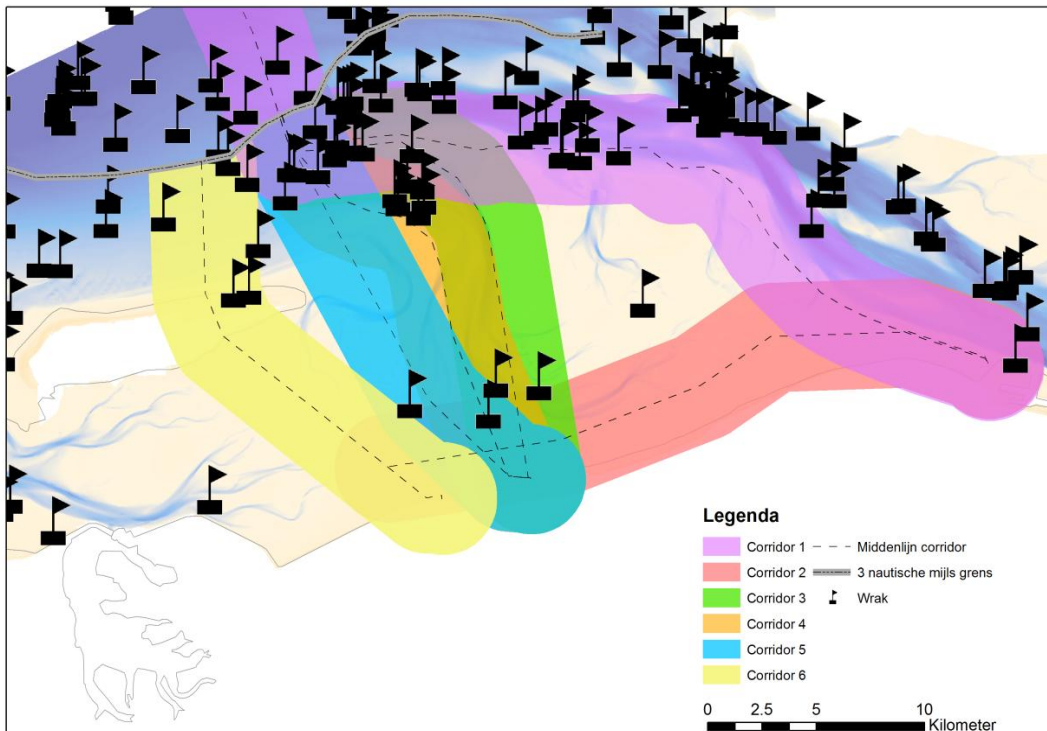 Legenda
Corridor 1
Corridor 2
Corridor 3
Corridor 4
Corridor 5
Corridor 6
Middenlijn corridor
3 nautische mijls grens
Wrak
0 2.5 5 10
Kilometer